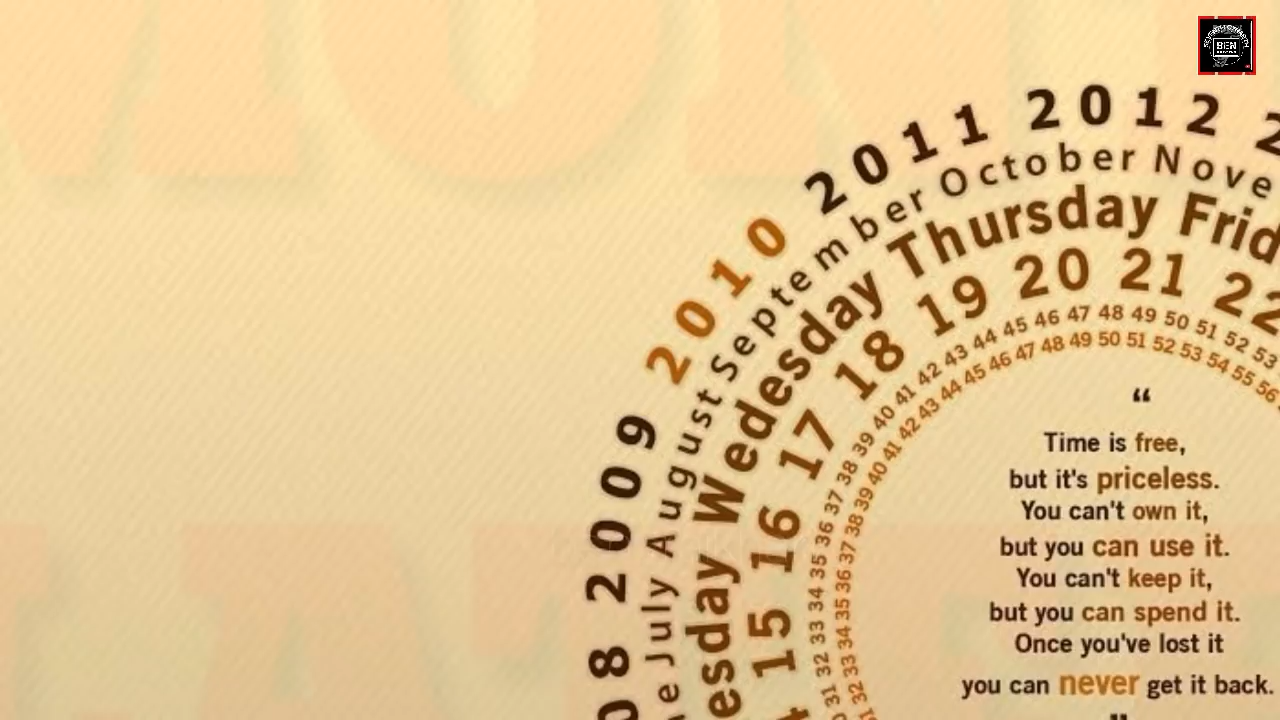 BEN
08 2009 2010 2011 2012 2
ne July August September October Nove
esday Wedesday Thursday Frid
15 16 17 18 19 20 21 22
31 32 33 34 35 36 37 38 39 40 41 42 43 44 45 46 47 48 49 50 51 52 53
32 33 34 35 36 37 38 39 40 41 42 43 44 45 46 47 48 49 50 51 52 53 54 55 56
“
Time is free,
but it's priceless.
You can't own it,
but you can use it.
You can't keep it,
but you can spend it.
Once you've lost it
you can never get it back.
"